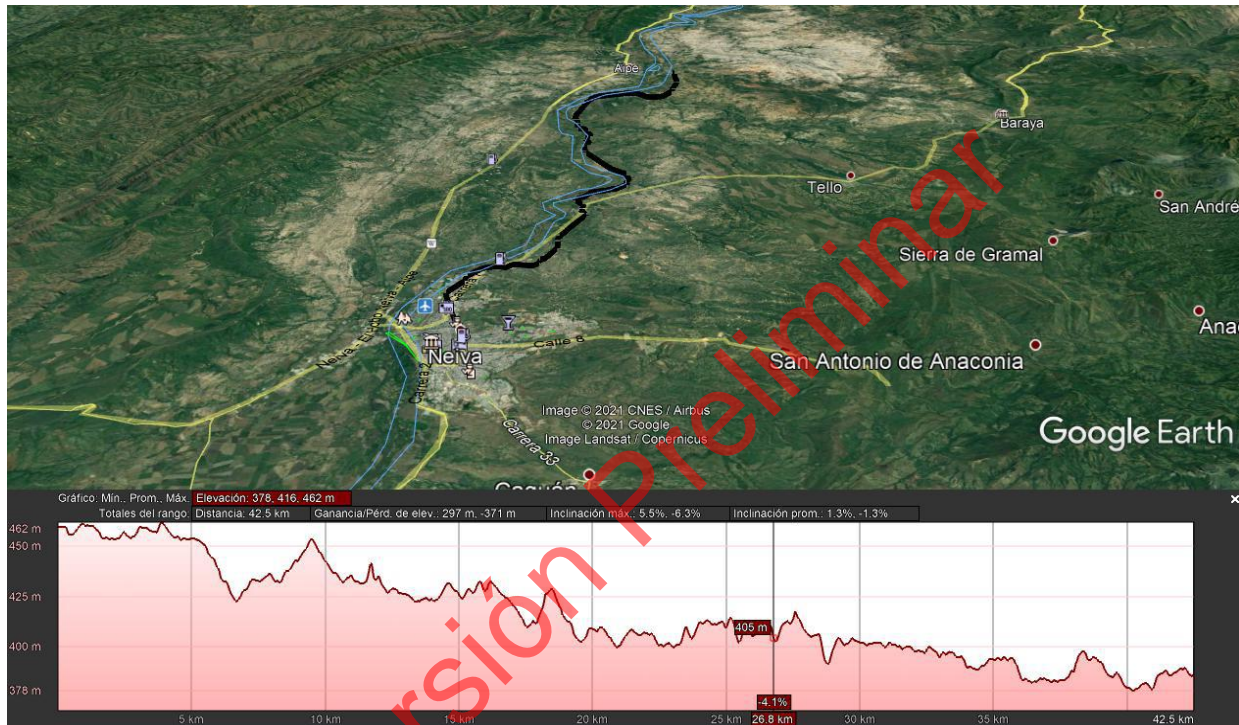 Aipe
Baraya
Tello
San André
Sierra de Gramal
Ana
Neiva
Calle 8
San Antonio de Anaconia
Image © 2021 CNES / Airbus
© 2021 Google
Image Landsat / Copernicus
Carrera 33
Google Earth
Caguán
Versión Preliminar
Gráfico: Mín., Prom., Máx. Elevación: 378, 416, 462 m
Totales del rango: Distancia: 42.5 km Ganancia/Pérd. de elev.: 297 m, -371 m Inclinación máx.: 5.5%, -6.3% Inclinación prom.: 1.3%, -1.3%
462 m
450 m
425 m
405 m
400 m
378 m
-4.1%
5 km 10 km 15 km 20 km 25 km 26.8 km 30 km 35 km 42.5 km